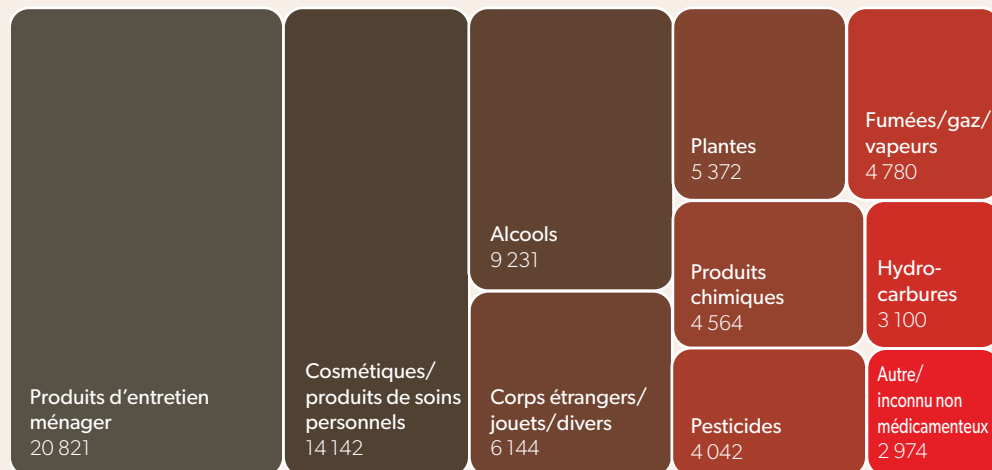 Produits d'entretien
ménager
20 821
Cosmétiques/
produits de soins
personnels
14 142
Alcools
9 231
Corps étrangers/
jouets/divers
6 144
Plantes
5 372
Fumées/gaz/
vapeurs
4 780
Produits
chimiques
4 564
Hydro-
carbures
3 100
Pesticides
4 042
Autre/
inconnu non
médicamenteux
2 974